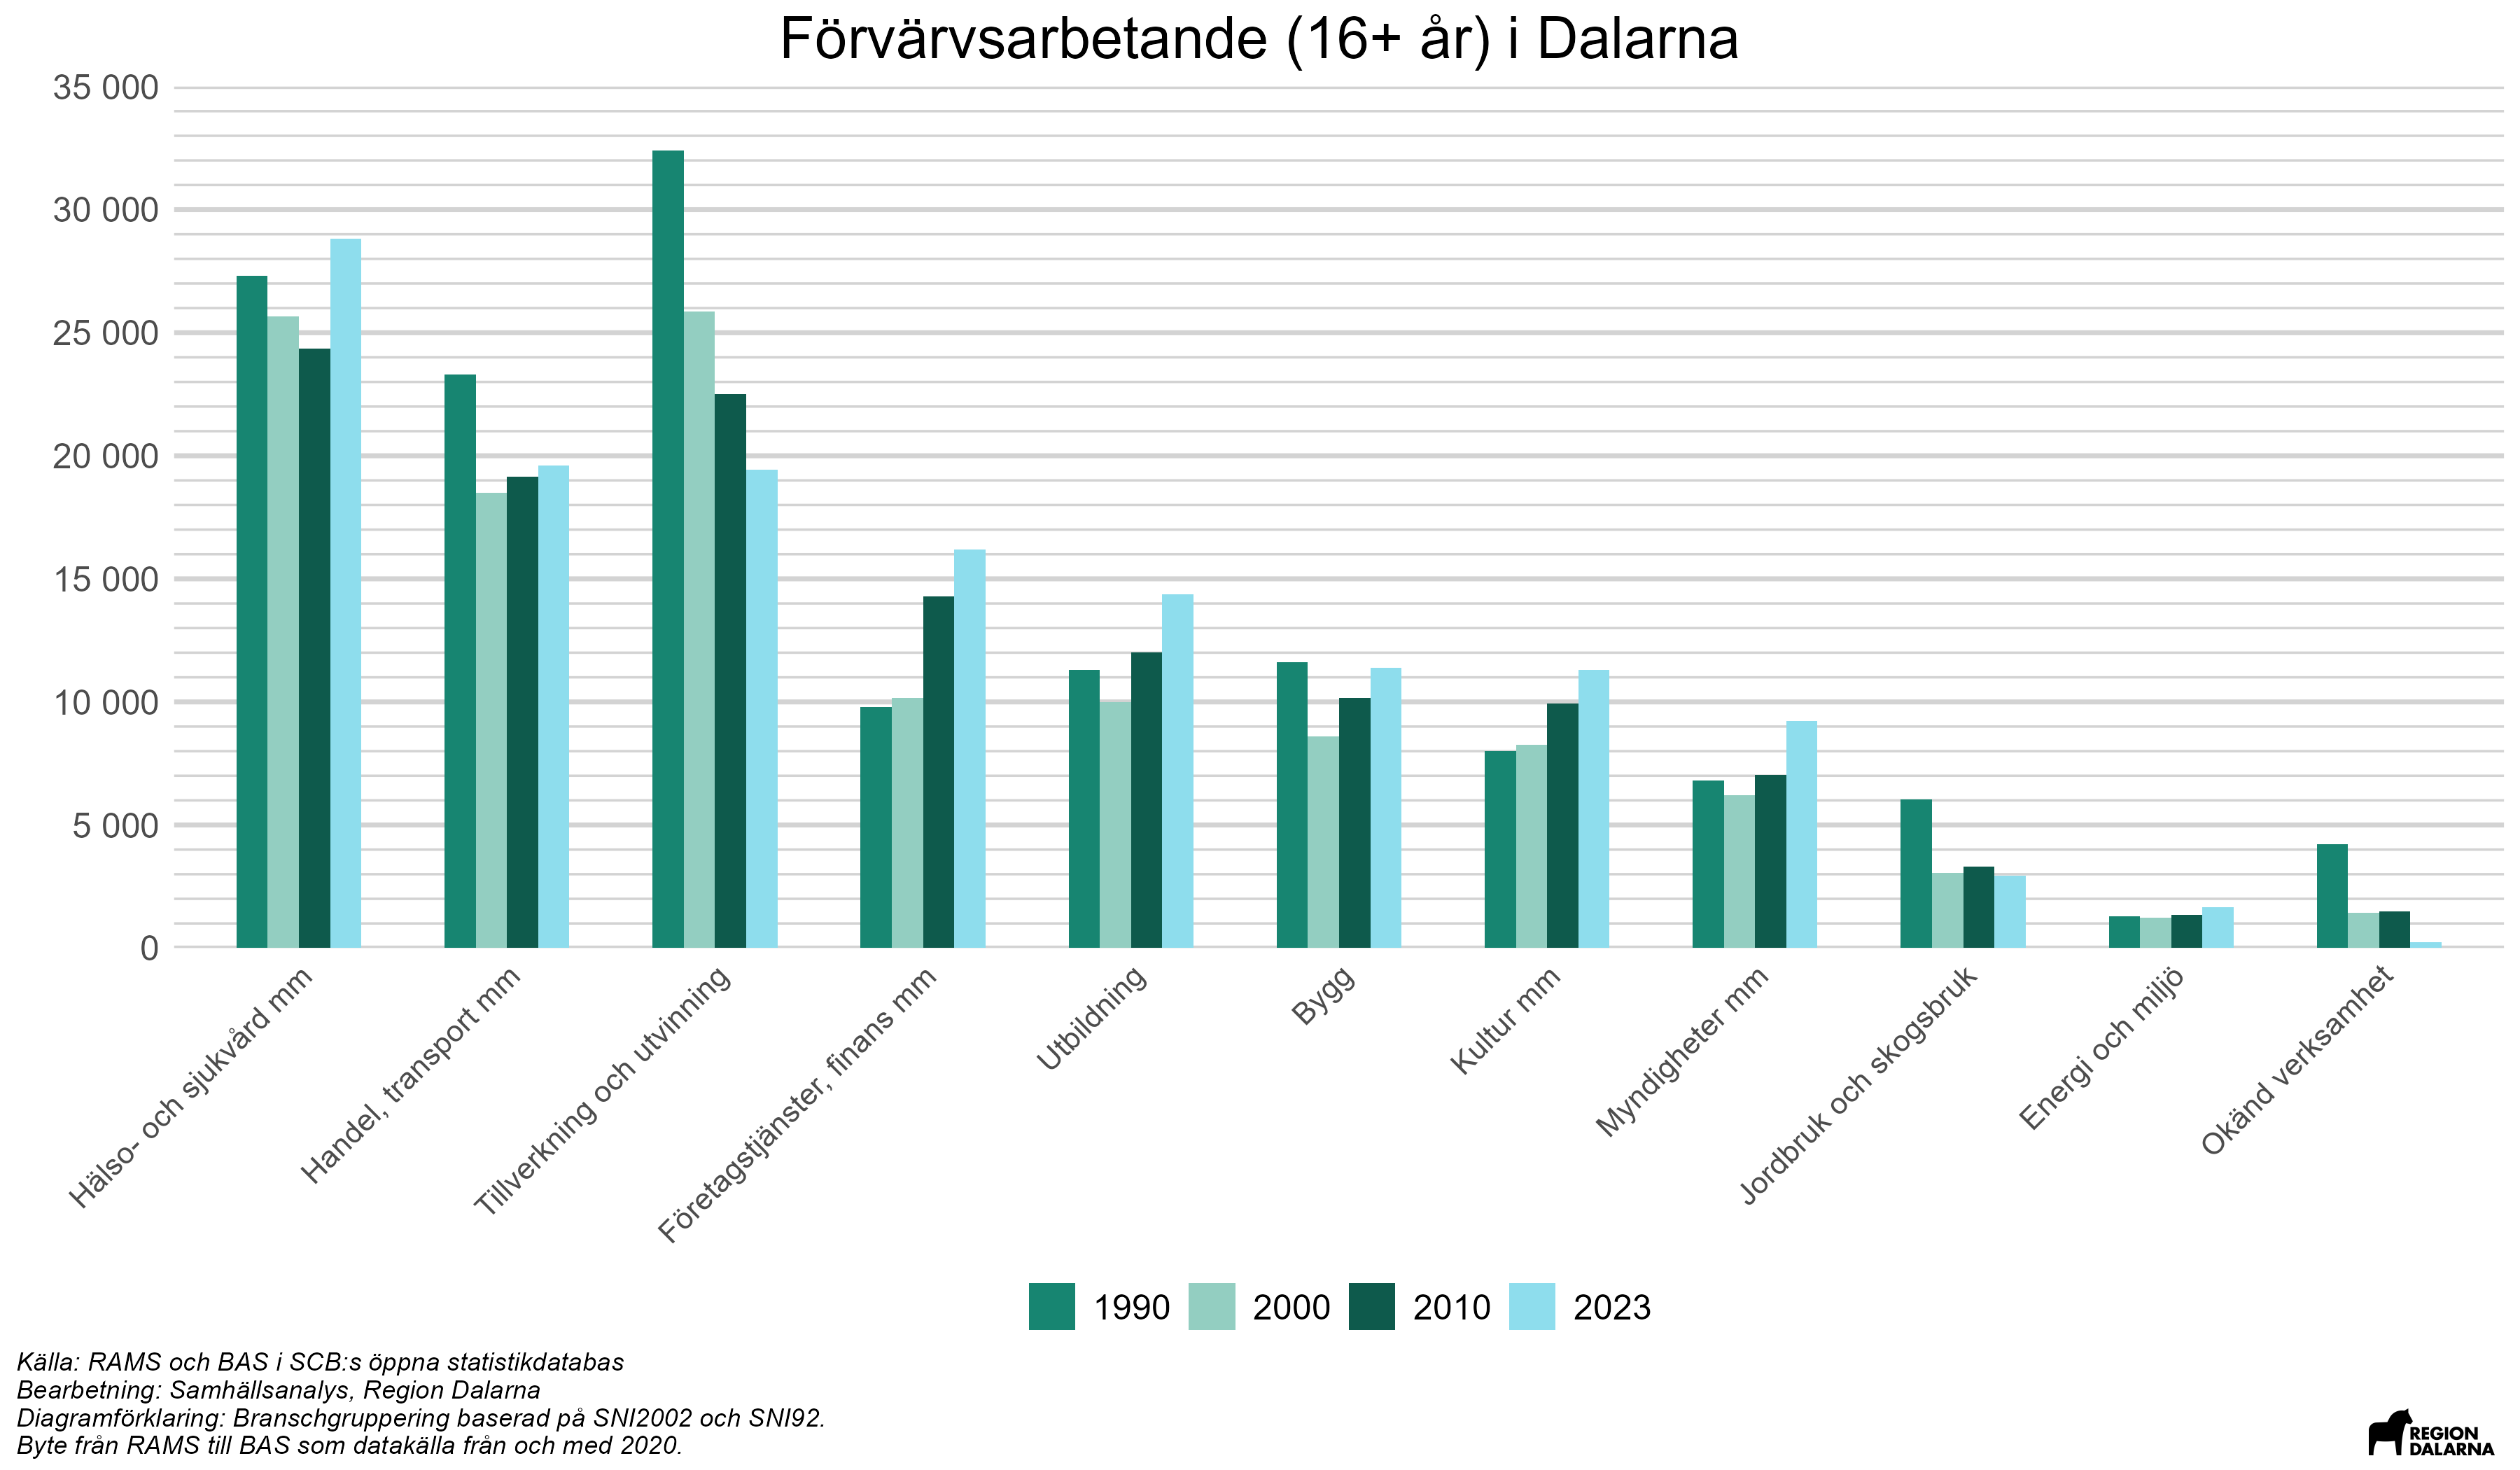 Förvärvsarbetande (16+ år) i Dalarna
35 000
30 000
25 000
20 000
15 000
10 000
5 000
0
Hälso- och sjukvård mm
Handel, transport mm
Tillverkning och utvinning
Företagstjänster, finans mm
Utbildning
Bygg
Kultur mm
Myndigheter mm
Jordbruk och skogsbruk
Energi och miljö
Okänd verksamhet
1990 2000 2010 2023
Källa: RAMS och BAS i SCB:s öppna statistikdatabas
Bearbetning: Samhällsanalys, Region Dalarna
Diagramförklaring: Branschgruppering baserad på SNI2002 och SNI92.
Byte från RAMS till BAS som datakälla från och med 2020.
REGION
DALARNA